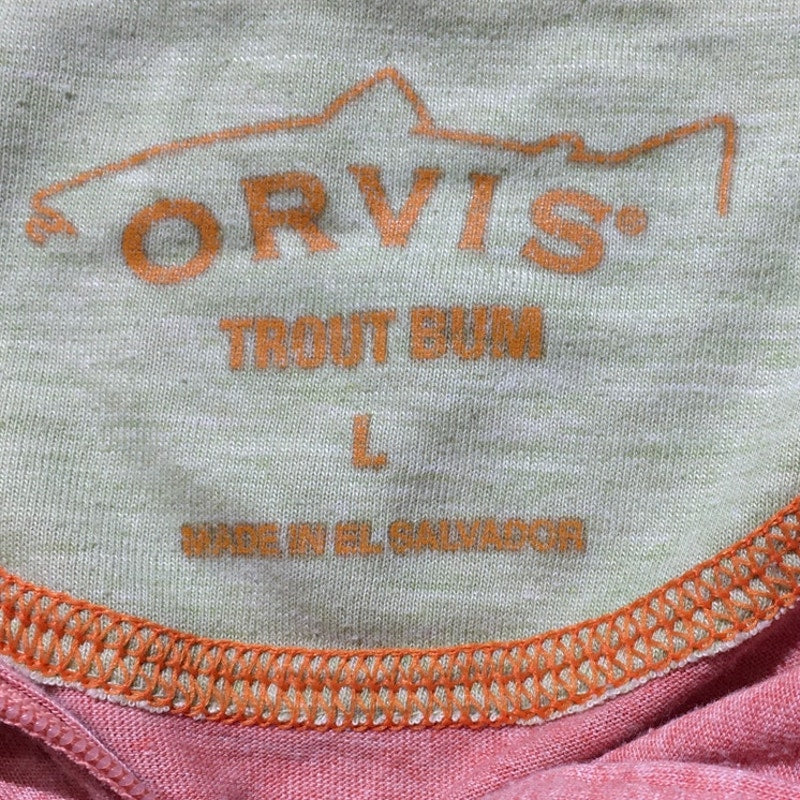 ORVIS®
TROUT BUM
L
MADE IN EL SALVADOR